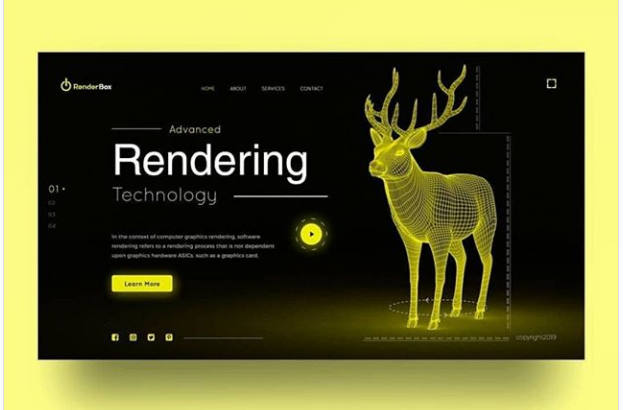 RenderBox
HOME ABOUT SERVICES CONTACT
Advanced
Rendering
Technology
01
02
03
04
In the context of computer graphics rendering, software
rendering refers to a rendering process that is not dependent
upon graphics hardware ASICs, such as a graphics card.
Learn More
copyright2019